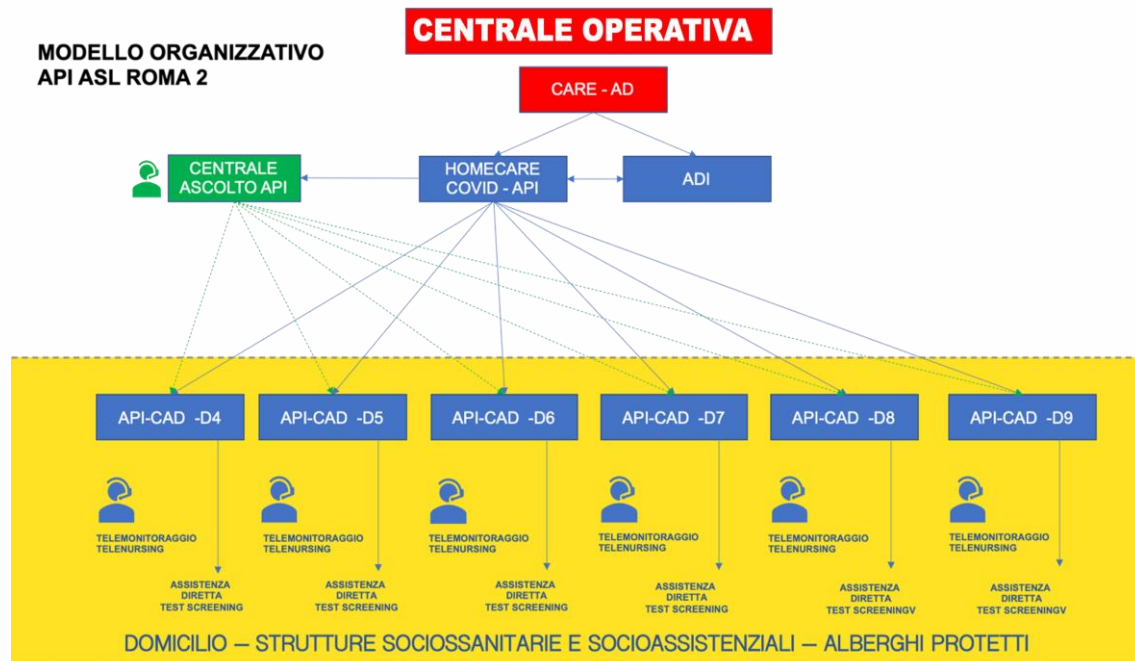 CENTRALE OPERATIVA
MODELLO ORGANIZZATIVO
API ASL ROMA 2
CARE - AD
CENTRALE
ASCOLTO API
HOMECARE
COVID - API
ADI
API-CAD -D4
API-CAD -D5
API-CAD -D6
API-CAD -D7
API-CAD -D8
API-CAD -D9
TELEMONITORAGGIO
TELENURSING
TELEMONITORAGGIO
TELENURSING
TELEMONITORAGGIO
TELENURSING
TELEMONITORAGGIO
TELENURSING
TELEMONITORAGGIO
TELENURSING
TELEMONITORAGGIO
TELENURSING
ASSISTENZA
DIRETTA
TEST SCREENING
ASSISTENZA
DIRETTA
TEST SCREENING
ASSISTENZA
DIRETTA
TEST SCREENING
ASSISTENZA
DIRETTA
TEST SCREENING
ASSISTENZA
DIRETTA
TEST SCREENINGV
ASSISTENZA
DIRETTA
TEST SCREENINGV
DOMICILIO – STRUTTURE SOCIOSSANITARIE E SOCIOASSISTENZIALI – ALBERGHI PROTETTI